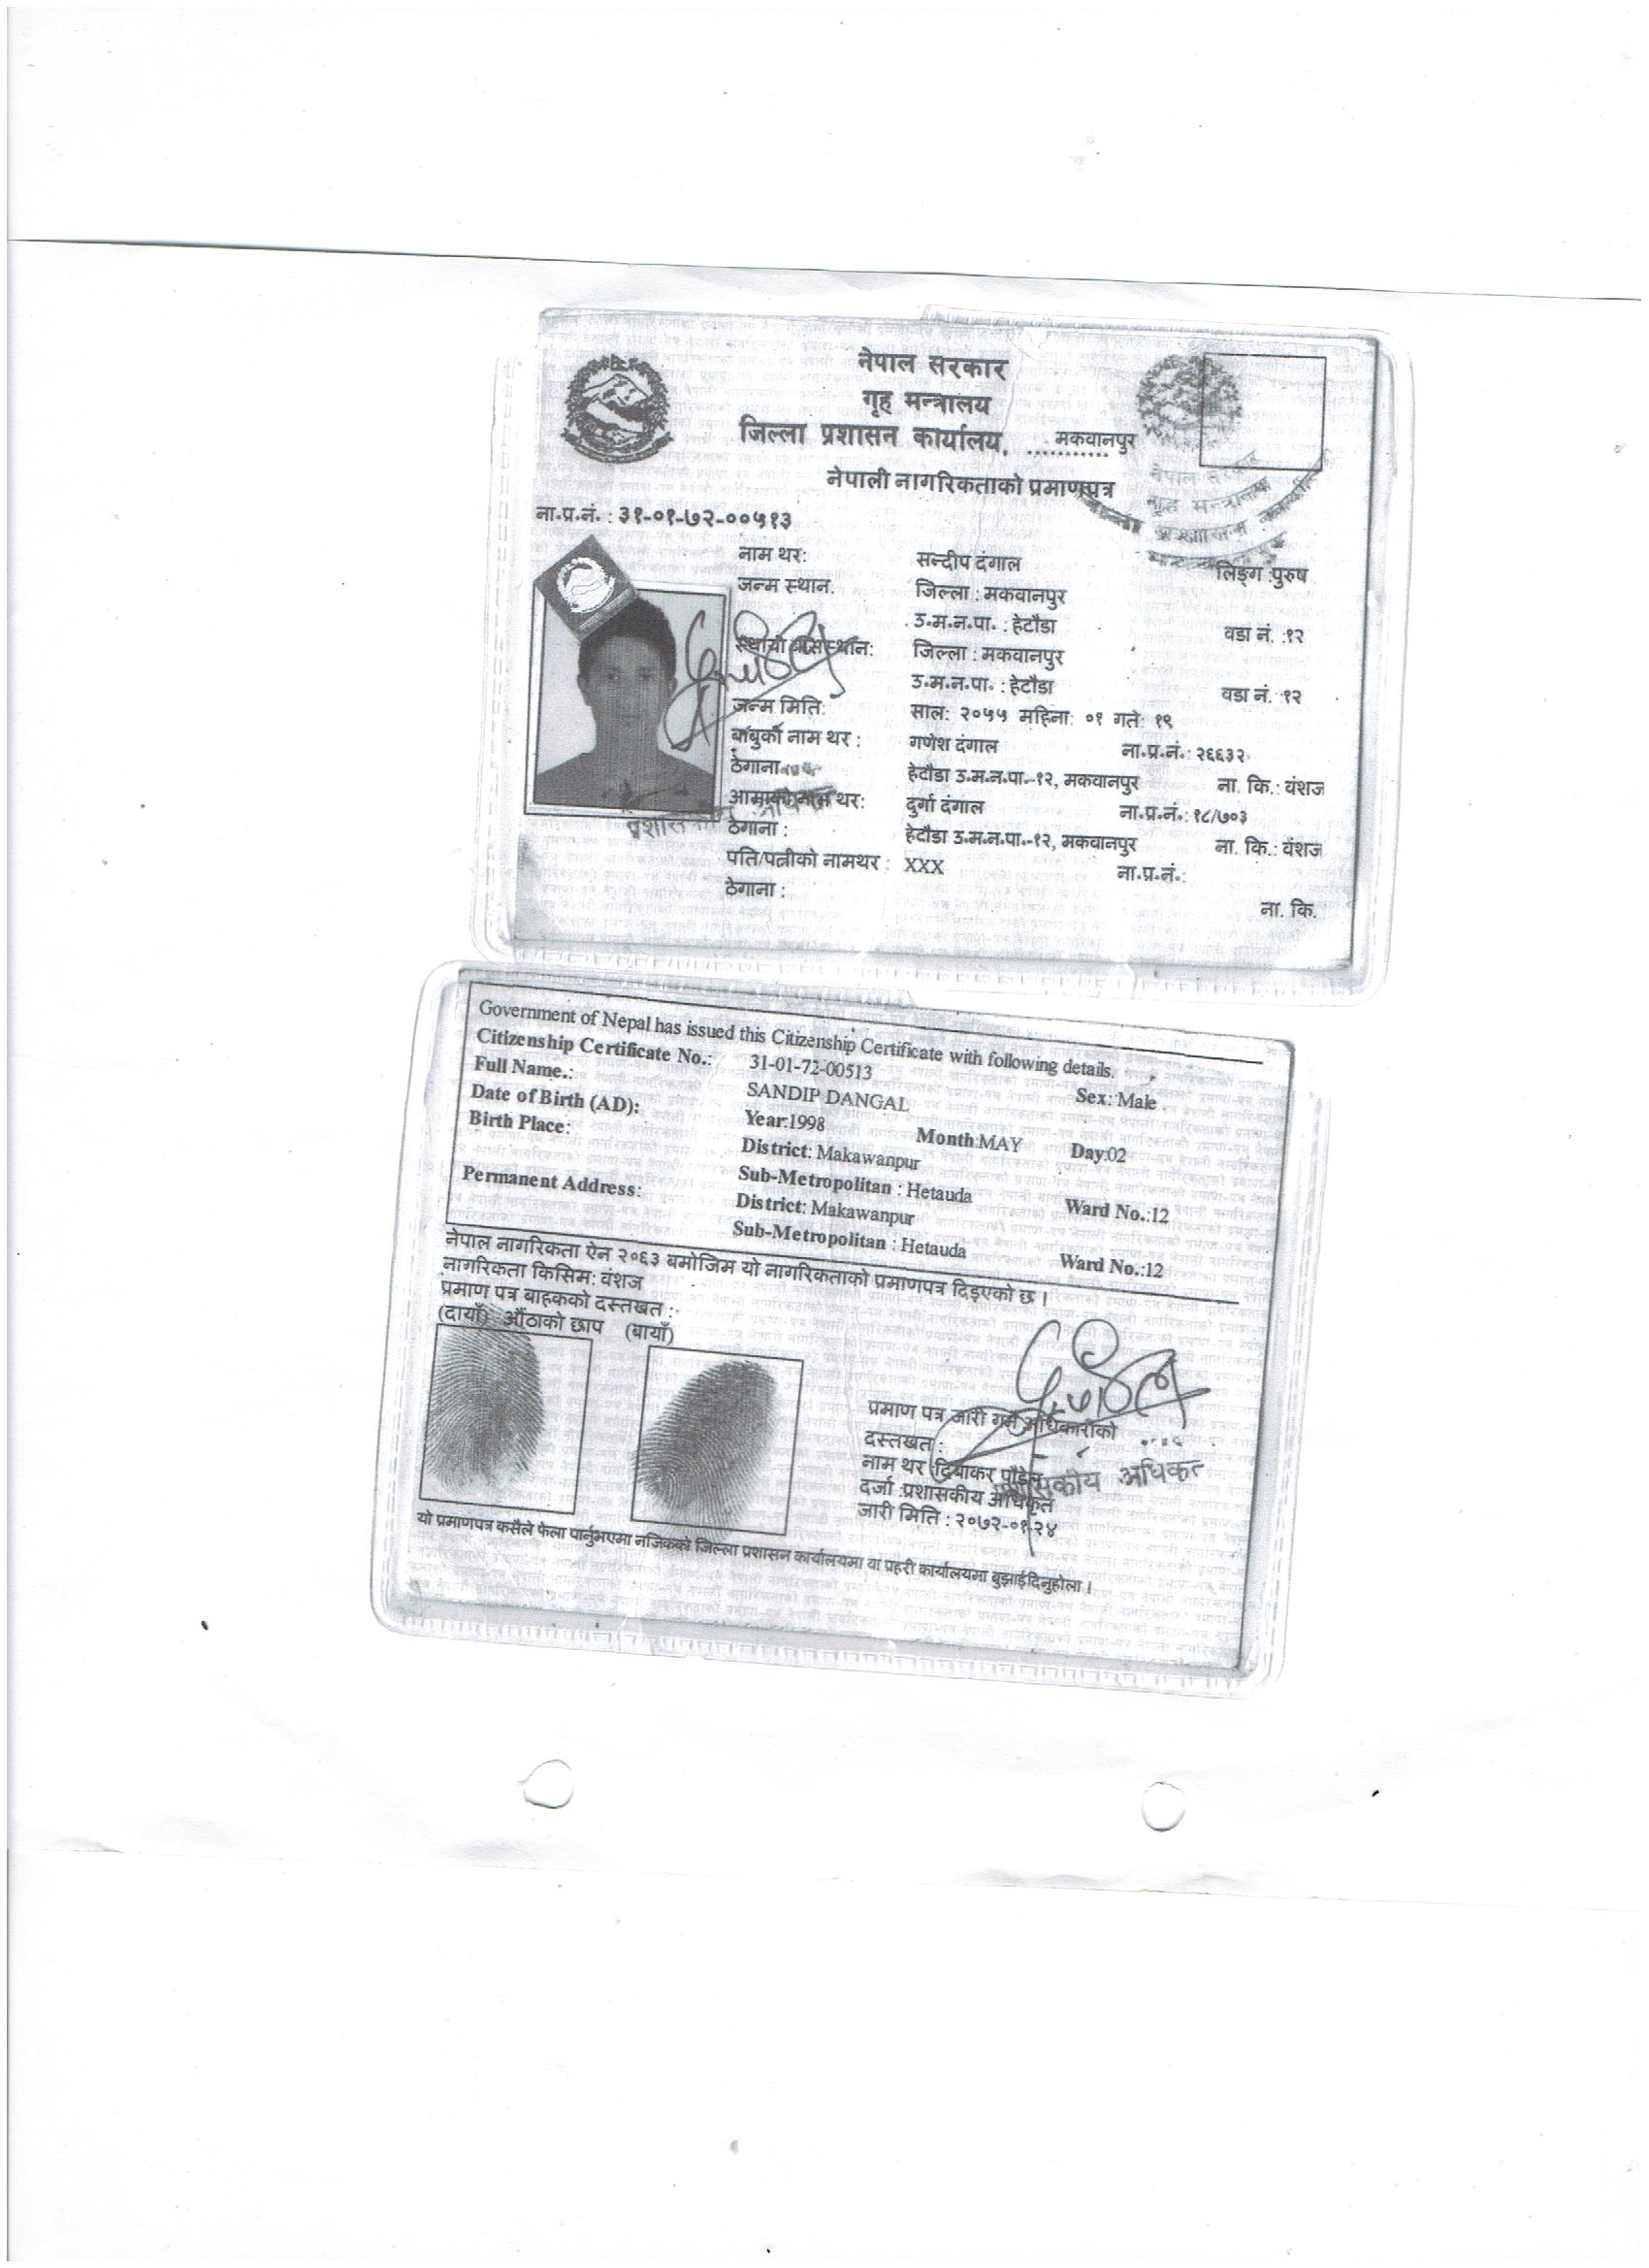 नेपाल सरकार
गृह मन्त्रालय
जिल्ला प्रशासन कार्यालय, ............ मकवानपुर
नेपाली नागरिकताको प्रमाणपत्र
नेपाल सरकार
गृह मन्त्रालय
ना.प्र.नं. : ३१-०१-७२-००५१३
नाम थर: सन्दीप दंगाल लिङ्ग :पुरुष
जन्म स्थान. जिल्ला : मकवानपुर
उ.म.न.पा. : हेटौडा वडा नं. :१२
स्थायी बासस्थान: जिल्ला : मकवानपुर
उ.म.न.पा. : हेटौडा वडा नं. :१२
जन्म मिति: साल: २०५५ महिना: ०१ गते: १९
बाबुको नाम थर : गणेश दंगाल ना.प्र.नं.: २६६३२
ठेगाना हेटौडा उ.म.न.पा.-१२, मकवानपुर ना. कि.: वंशज
आमाको नाम थर: दुर्गा दंगाल ना.प्र.नं.: १८/७०३
ठेगाना : हेटौडा उ.म.न.पा.-१२, मकवानपुर ना. कि.: वंशज
पति/पत्नीको नामथर : XXX ना.प्र.नं.:
ठेगाना : ना. कि.
Government of Nepal has issued this Citizenship Certificate with following details.
Citizenship Certificate No.: 31-01-72-00513 Sex: Male
Full Name.: SANDIP DANGAL
Date of Birth (AD): Year:1998 Month:MAY Day:02
Birth Place: District: Makawanpur
Sub-Metropolitan : Hetauda Ward No.:12
Permanent Address: District: Makawanpur
Sub-Metropolitan : Hetauda Ward No.:12
नेपाल नागरिकता ऐन २०६३ बमोजिम यो नागरिकताको प्रमाणपत्र दिइएको छ ।
नागरिकता किसिम: वंशज
प्रमाण पत्र बाहकको दस्तखत :
(दायाँ) औंठाको छाप (बायाँ)
प्रमाण पत्र जारी गर्ने अधिकारीको
दस्तखत :
नाम थर :दिवाकर पौडेल
दर्जा :प्रशासकीय अधिकृत
जारी मिति : २०७२-०१-२४
अधिकृत
यो प्रमाणपत्र कसैले फेला पार्नुभएमा नजिकको जिल्ला प्रशासन कार्यालयमा वा प्रहरी कार्यालयमा बुझाईदिनुहोला ।